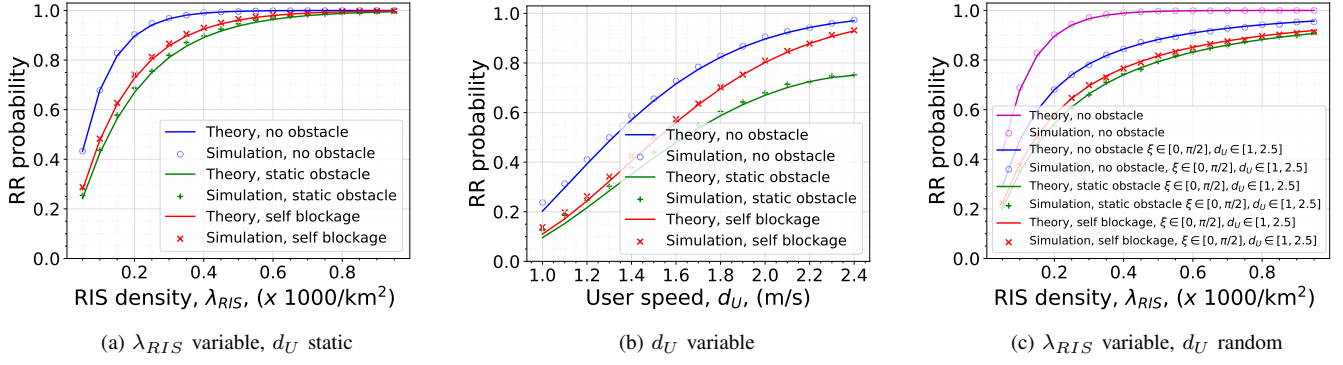 RR probability
1.0
0.8
0.6
0.4
0.2
0.0
Theory, no obstacle
Simulation, no obstacle
Theory, static obstacle
Simulation, static obstacle
Theory, self blockage
Simulation, self blockage
0.2 0.4 0.6 0.8
RIS density, λ_RIS, (x 1000/km²)
(a) λ_RIS variable, d_U static
RR probability
1.0
0.8
0.6
0.4
0.2
0.0
Theory, no obstacle
Simulation, no obstacle
Theory, static obstacle
Simulation, static obstacle
Theory, self blockage
Simulation, self blockage
1.0 1.2 1.4 1.6 1.8 2.0 2.2 2.4
User speed, d_U, (m/s)
(b) d_U variable
RR probability
1.0
0.8
0.6
0.4
0.2
0.0
Theory, no obstacle
Simulation, no obstacle
Theory, no obstacle ξ∈[0, π/2], d_U∈[1, 2.5]
Simulation, no obstacle, ξ∈[0, π/2], d_U∈[1, 2.5]
Theory, static obstacle ξ∈[0, π/2], d_U∈[1, 2.5]
Simulation, static obstacle ξ∈[0, π/2], d_U∈[1, 2.5]
Theory, self blockage, ξ∈[0, π/2], d_U∈[1, 2.5]
Simulation, self blockage, ξ∈[0, π/2], d_U∈[1, 2.5]
0.2 0.4 0.6 0.8
RIS density, λ_RIS, (x 1000/km²)
(c) λ_RIS variable, d_U random